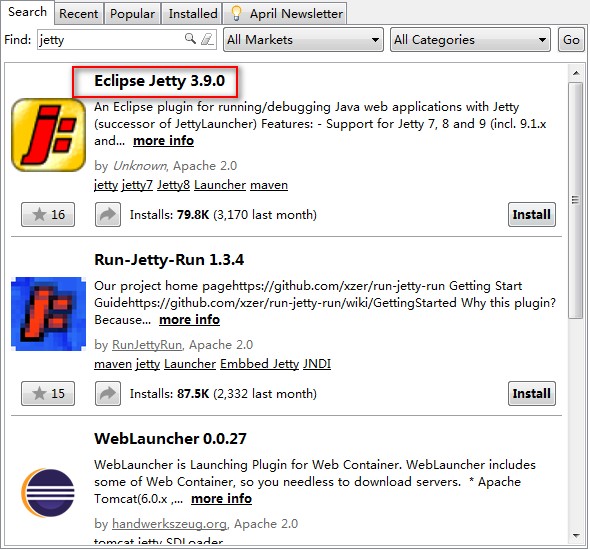 Search Popular Recent Installed April Newsletter
Find: jetty All Markets All Categories Go
Eclipse Jetty 3.9.0
An Eclipse plugin for running/debugging Java web applications with Jetty
(successor of JettyLauncher) Features: - Support for Jetty 7, 8 and 9 (incl. 9.1.x
and... more info
by Unknown, Apache 2.0
jetty jetty7 Jetty8 Launcher maven
16 Installs: 79.8K (3,170 last month) Install
Run-Jetty-Run 1.3.4
Our project home pagehttps://github.com/xzer/run-jetty-run Getting Start
Guidehttps://github.com/xzer/run-jetty-run/wiki/GettingStarted Why this plugin?
Because... more info
by RunJettyRun, Apache 2.0
maven jetty Launcher Embbed Jetty JNDI
15 Installs: 87.5K (2,332 last month) Install
WebLauncher 0.0.27
WebLauncher is Launching Plugin for Web Container. WebLauncher includes
some of Web Container, so you needless to download servers. * Apache
Tomcat(6.0.x ,... more info
by handwerkszeug.org, Apache 2.0
tomcat jetty SDLoader